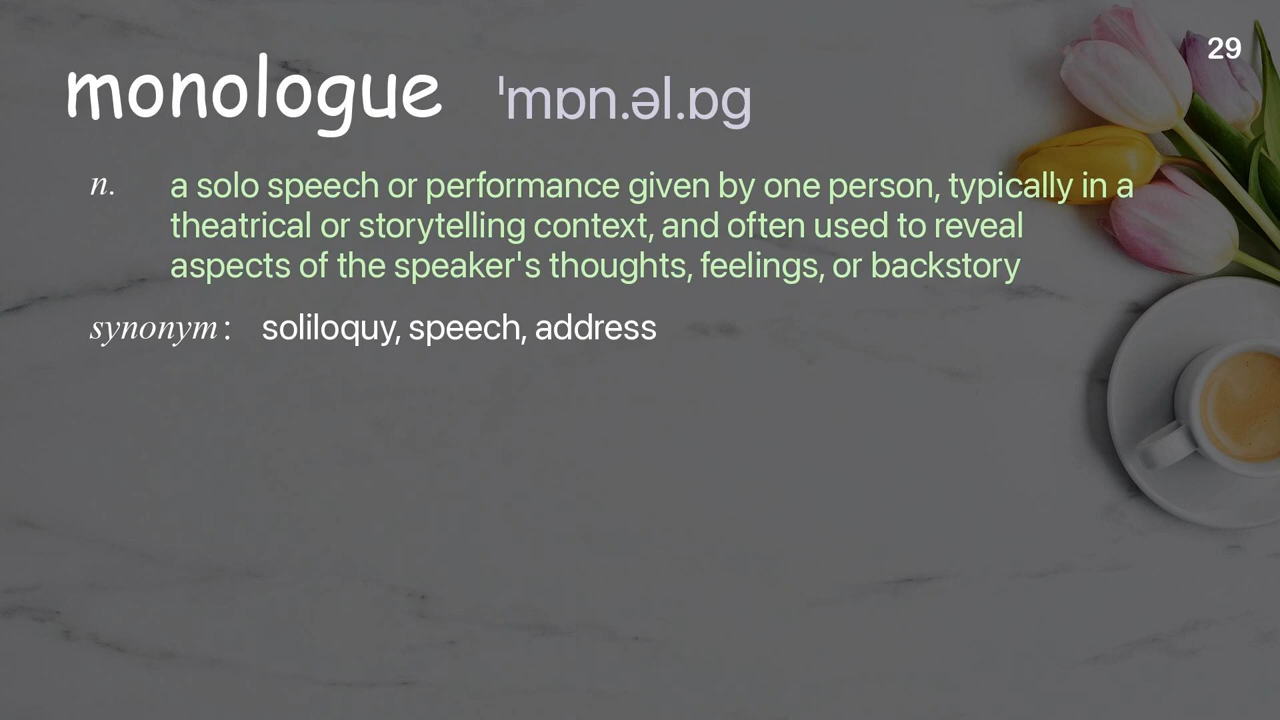 29
monologue ˈmɒn.əl.ɒg
n. a solo speech or performance given by one person, typically in a
theatrical or storytelling context, and often used to reveal
aspects of the speaker's thoughts, feelings, or backstory
synonym: soliloquy, speech, address